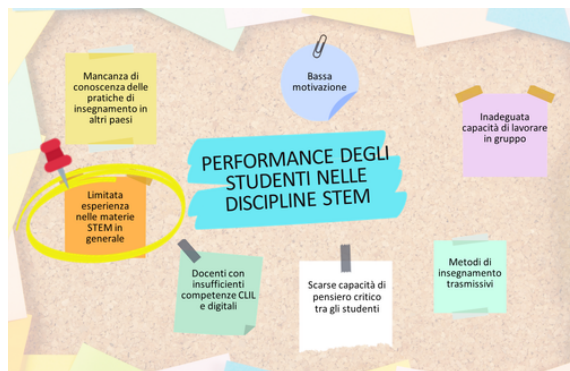 Mancanza di
conoscenza delle
pratiche di
insegnamento in
altri paesi
Bassa
motivazione
Inadeguata
capacità di lavorare
in gruppo
PERFORMANCE DEGLI
STUDENTI NELLE
DISCIPLINE STEM
Limitata
esperienza
nelle materie
STEM in
generale
Docenti con
insufficienti
competenze CLIL
e digitali
Scarse capacità di
pensiero critico
tra gli studenti
Metodi di
insegnamento
trasmissivi